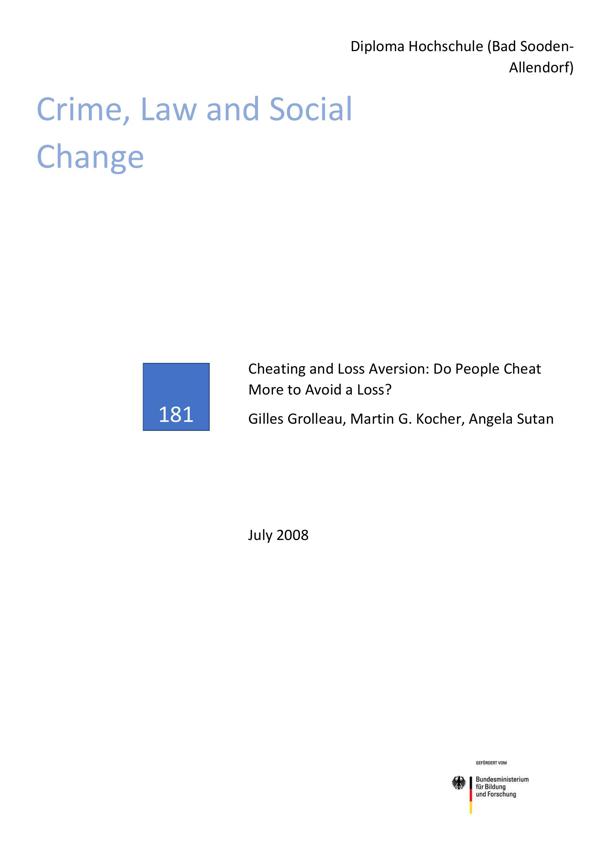 Diploma Hochschule (Bad Sooden-
Allendorf)
Crime, Law and Social
Change
181
Cheating and Loss Aversion: Do People Cheat
More to Avoid a Loss?
Gilles Grolleau, Martin G. Kocher, Angela Sutan
July 2008
GEFÖRDERT VOM
Bundesministerium
für Bildung
und Forschung